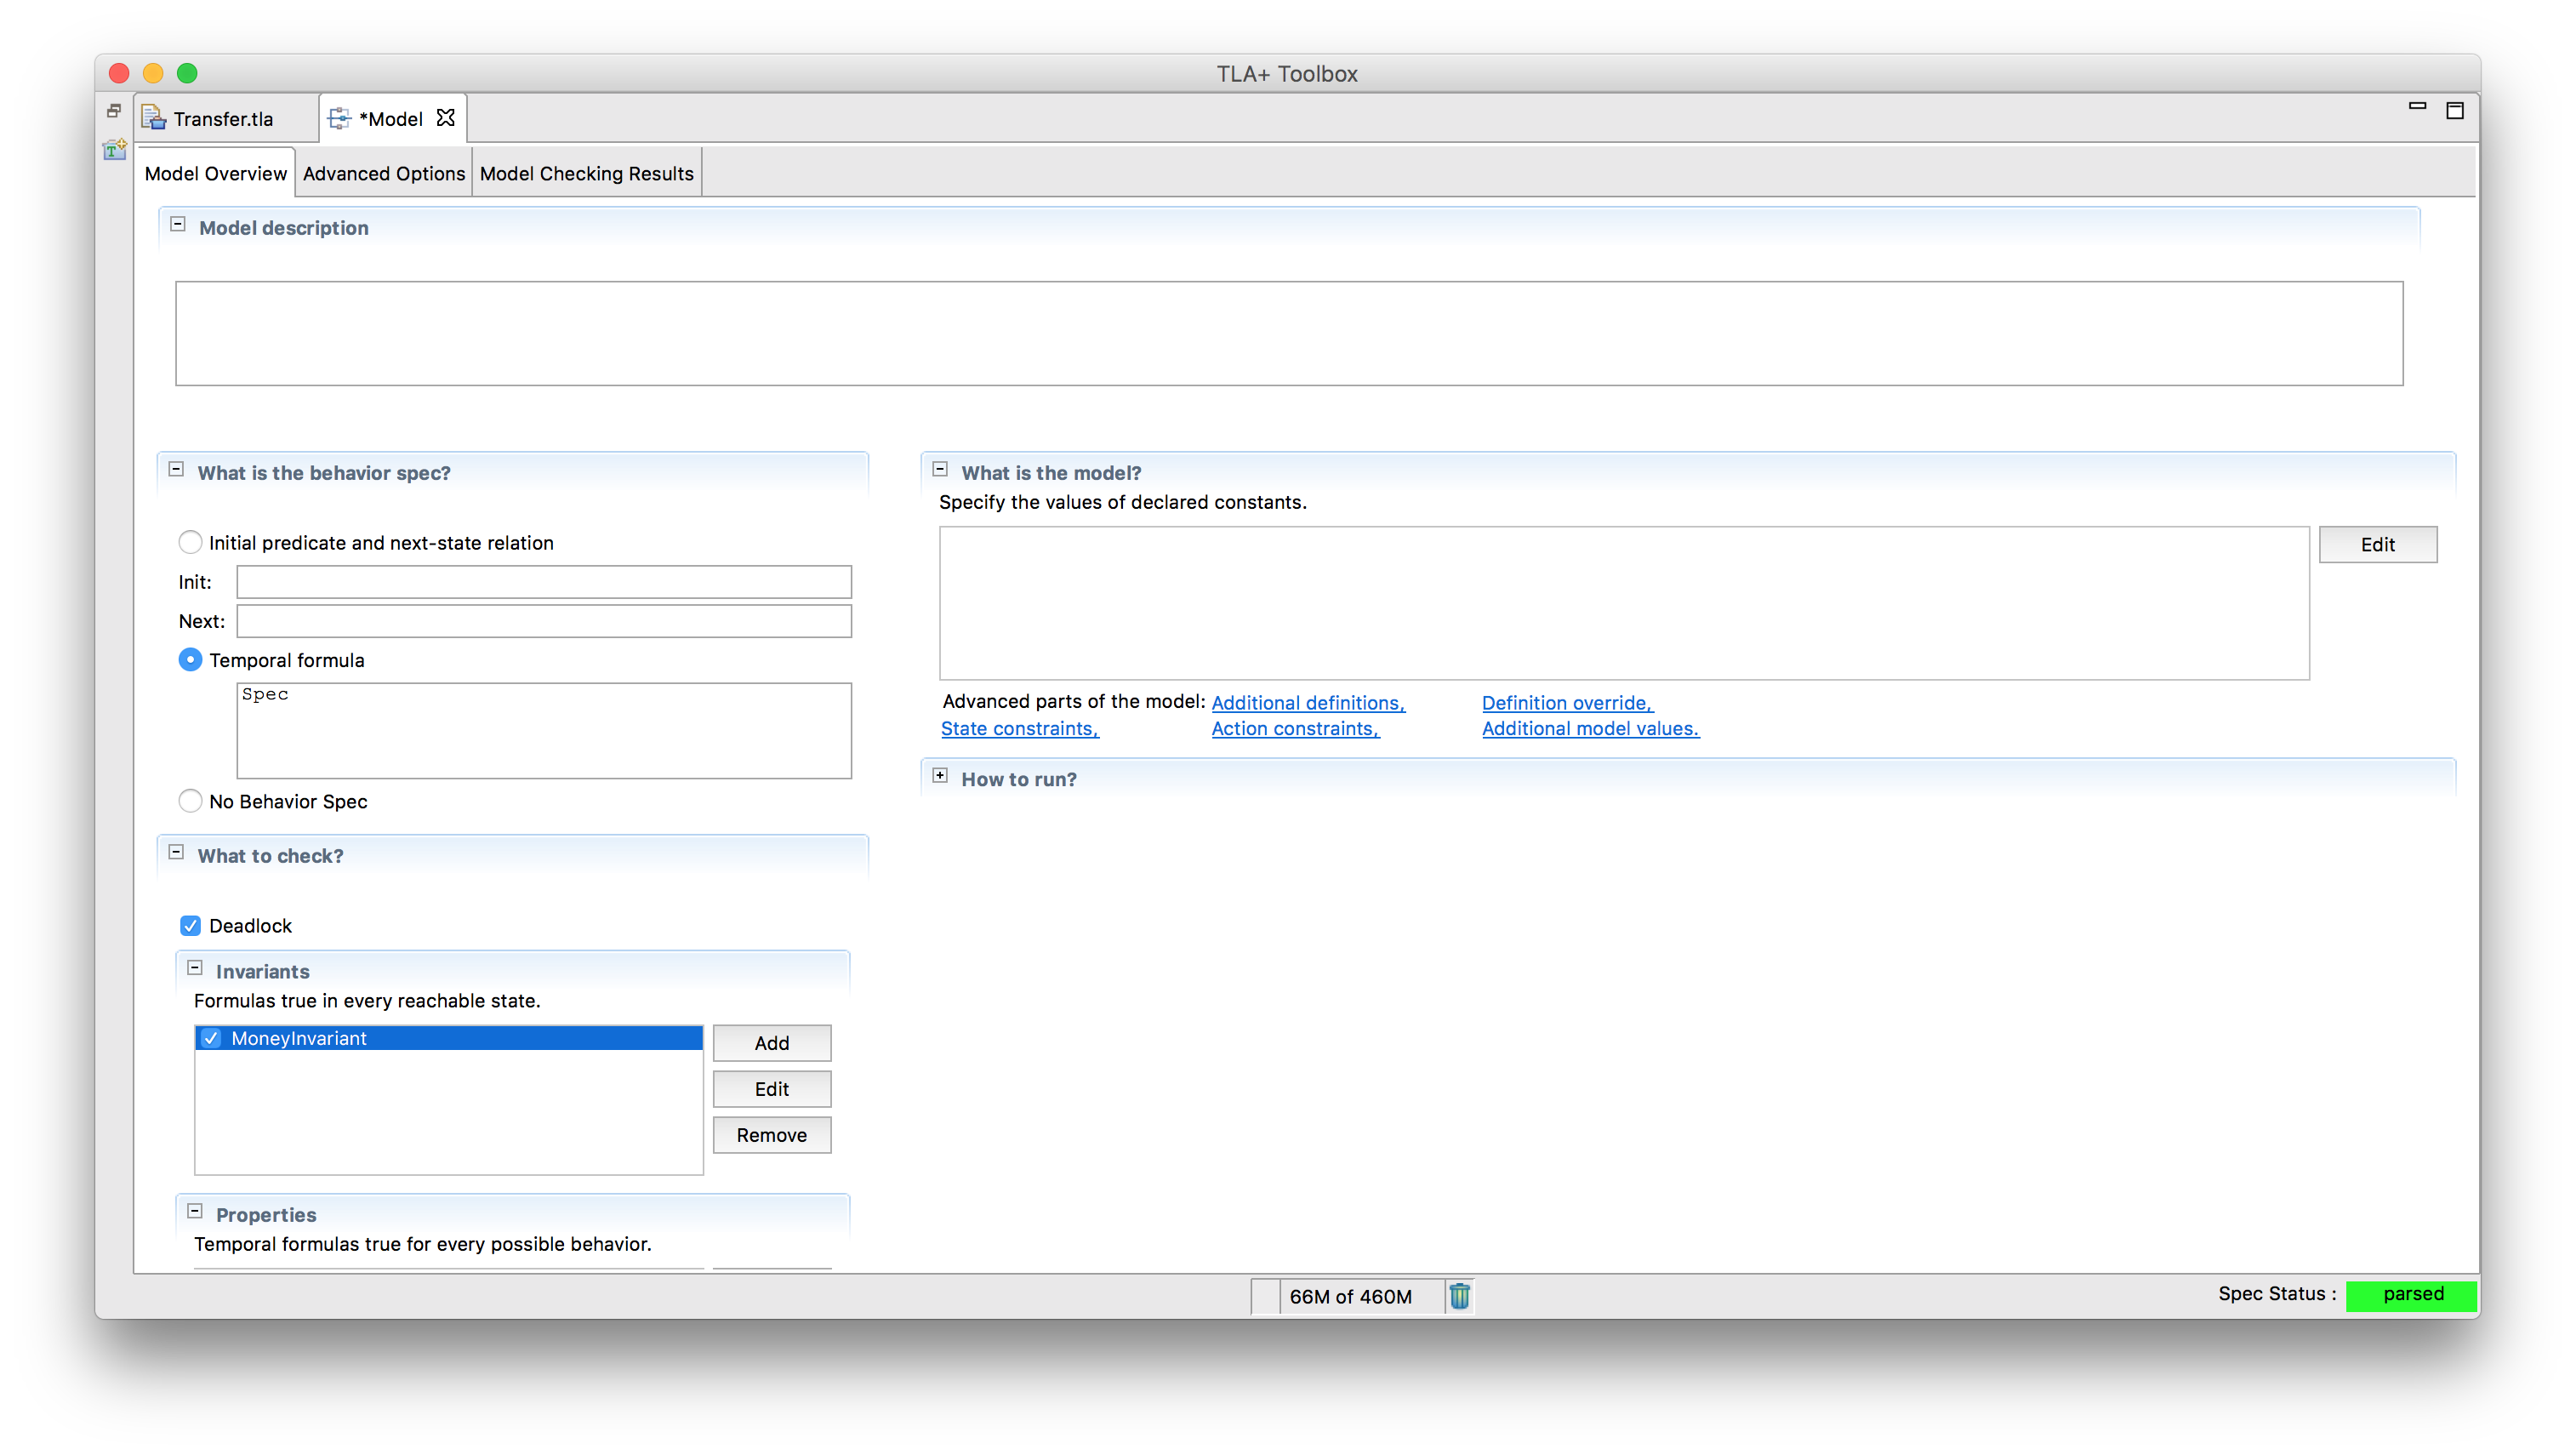 TLA+ Toolbox
Transfer.tla
*Model
Model Overview
Advanced Options
Model Checking Results
Model description
What is the behavior spec?
Initial predicate and next-state relation
Init:
Next:
Temporal formula
Spec
No Behavior Spec
What to check?
Deadlock
Invariants
Formulas true in every reachable state.
MoneyInvariant
Add
Edit
Remove
Properties
Temporal formulas true for every possible behavior.
What is the model?
Specify the values of declared constants.
Edit
Advanced parts of the model: Additional definitions, Definition override,
State constraints, Action constraints, Additional model values.
How to run?
66M of 460M
Spec Status : parsed